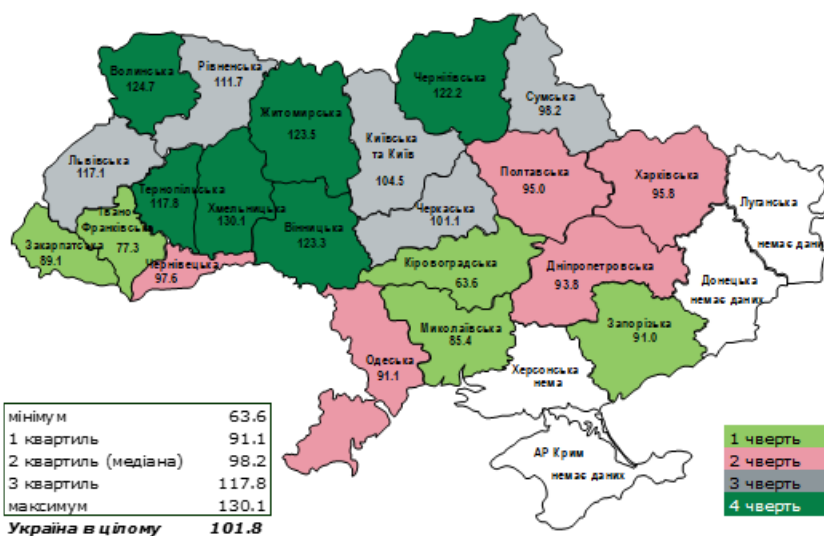 Волинська
124.7
Рівненська
111.7
Житомирська
123.5
Київська
та Київ
104.5
Чернігівська
122.2
Сумська
98.2
Львівська
117.1
Тернопільська
117.8
Хмельницька
130.1
Вінницька
123.3
Черкаська
101.1
Полтавська
95.0
Харківська
95.8
Луганська
немає даних
Івано-
Франківська
77.3
Закарпатська
89.1
Чернівецька
97.6
Кіровоградська
63.6
Дніпропетровська
93.8
Донецька
немає даних
Миколаївська
85.4
Запорізька
91.0
Одеська
91.1
Херсонська
нема
АР Крим
немає даних
мінімум 63.6
1 квартиль 91.1
2 квартиль (медіана) 98.2
3 квартиль 117.8
максимум 130.1
Україна в цілому 101.8
1 чверть
2 чверть
3 чверть
4 чверть